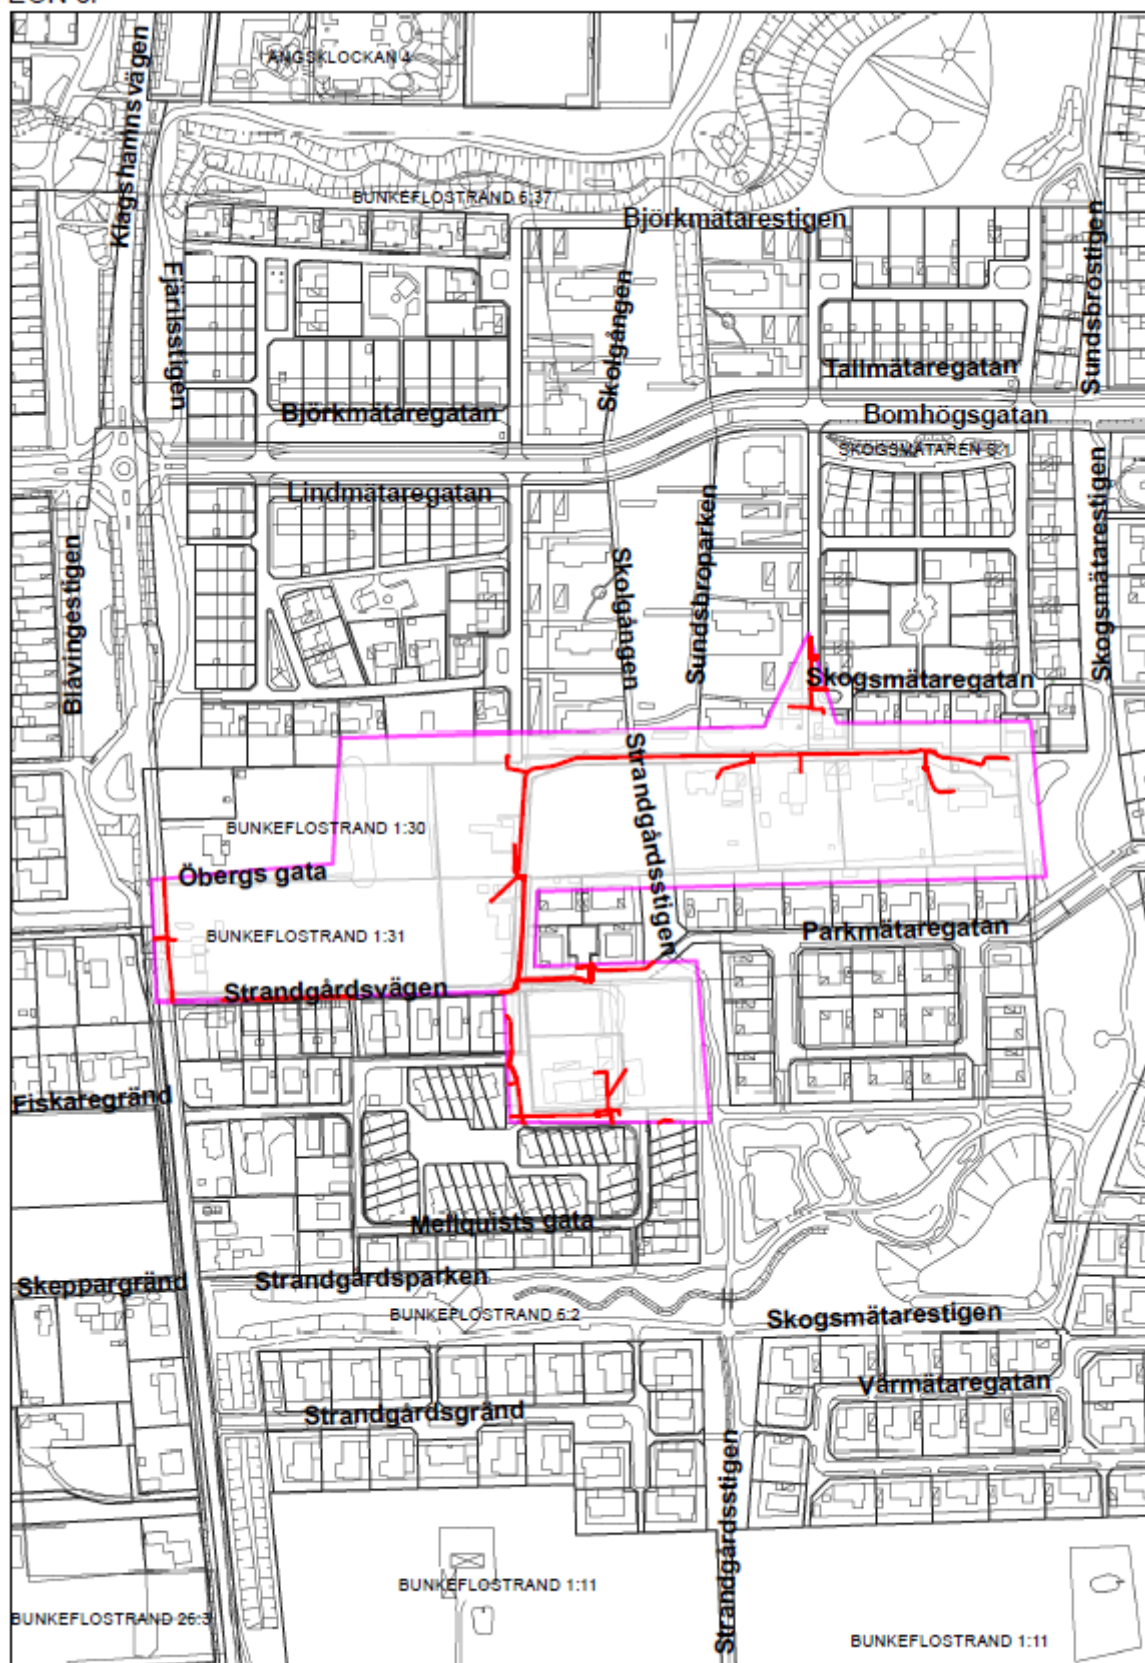 ÄNGSKLOCKAN 4
Klagshamnsvägen
BUNKEFLOSTRAND 6:37
Björkmätarestigen
Sundsbrostigen
Fjärilsstigen
Skolgången
Tallmätaregatan
Björkmätaregatan
Bomhögsgatan
SKOGSMÄTAREN 6:1
Lindmätaregatan
Skogsmätarestigen
Sundsbroparken
Blåvingestigen
Skolgången
Skogsmätaregatan
Strandgårdsstigen
BUNKEFLOSTRAND 1:30
Öbergs gata
BUNKEFLOSTRAND 1:31
Parkmätaregatan
Strandgårdsvägen
Fiskaregränd
Mellquists gata
Skeppargränd
Strandgårdsparken
BUNKEFLOSTRAND 6:2
Skogsmätarestigen
Vårmätaregatan
Strandgårdsgränd
Strandgårdsstigen
BUNKEFLOSTRAND 1:11
BUNKEFLOSTRAND 26:3
BUNKEFLOSTRAND 1:11